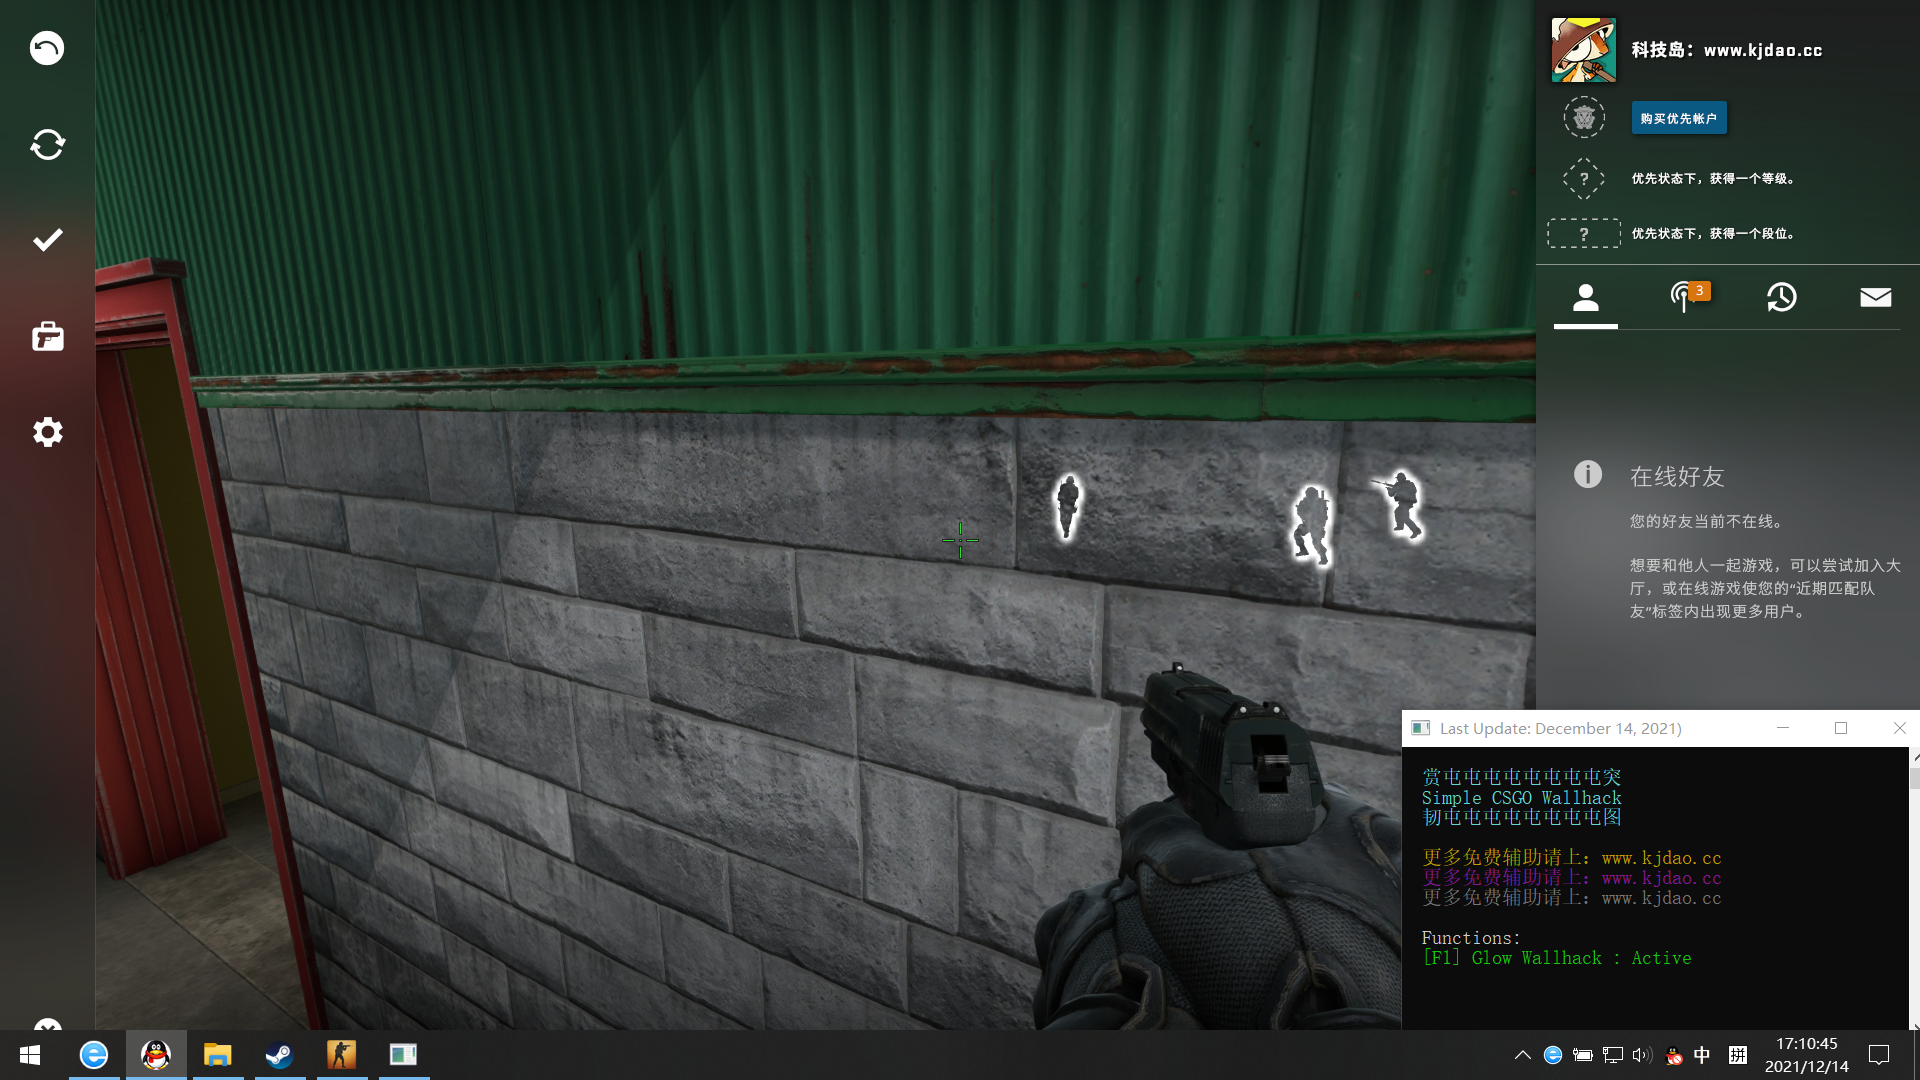 科技岛：www.kjdao.cc
购买优先帐户
?
优先状态下，获得一个等级。
?
优先状态下，获得一个段位。
3
在线好友
您的好友当前不在线。
想要和他人一起游戏，可以尝试加入大
厅，或在线游戏使您的“近期匹配队
友”标签内出现更多用户。
Last Update: December 14, 2021)
赏屯屯屯屯屯屯屯屯突
Simple CSGO Wallhack
韧屯屯屯屯屯屯屯屯图
更多免费辅助请上：www.kjdao.cc
更多免费辅助请上：www.kjdao.cc
更多免费辅助请上：www.kjdao.cc
Functions:
[F1] Glow Wallhack : Active
中
拼
17:10:45
2021/12/14